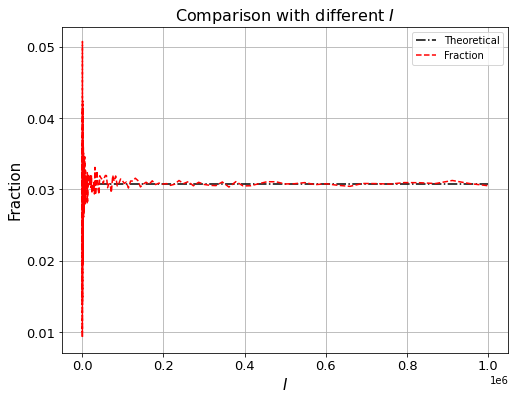 Comparison with different I
Theoretical
Fraction
0.05
0.04
0.03
0.02
0.01
Fraction
0.0 0.2 0.4 0.6 0.8 1.0
1e6
I